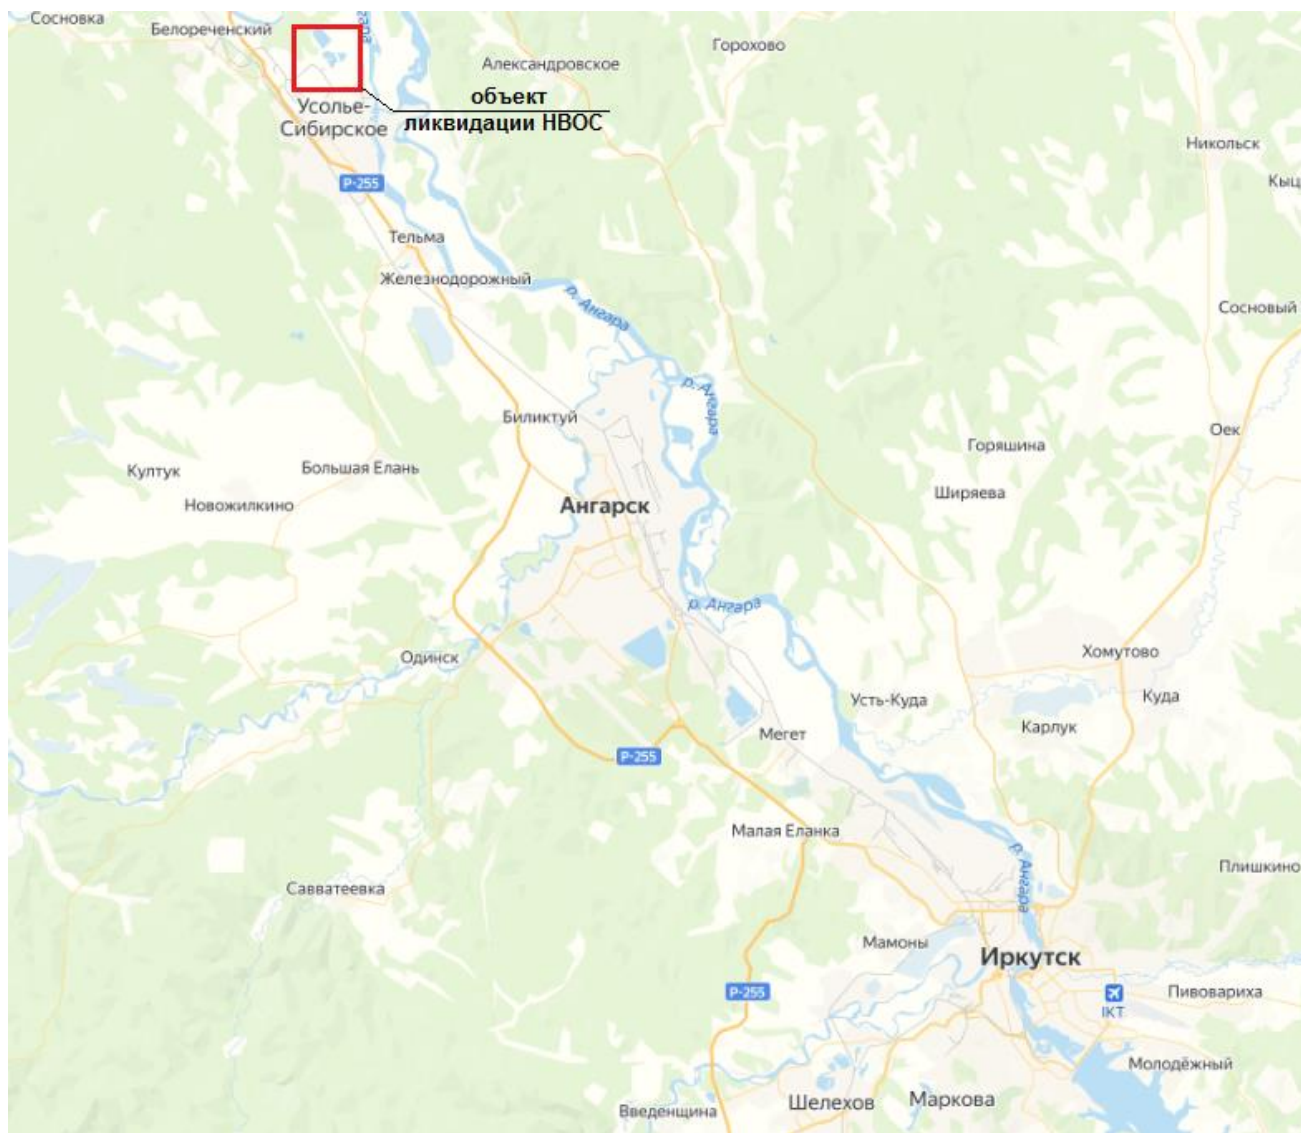 Сосновка
Белореченский
гара
Горохово
Александровское
объект
ликвидации НВОС
Усолье-
Сибирское
Никольск
Кыц
Р-255
Тельма
Железнодорожный
р. Ангара
Сосновый
р. Ангара
Биликтуй
Оек
Горяшина
Култук
Большая Елань
Ширяева
Новожилкино
Ангарск
р. Ангара
Одинск
Хомутово
Усть-Куда
Куда
Карлук
Мегет
Р-255
Малая Еланка
р. Ангара
Плишкино
Савватеевка
Мамоны
Иркутск
Р-255
Пивовариха
IKT
Молодёжный
Шелехов
Маркова
Введенщина